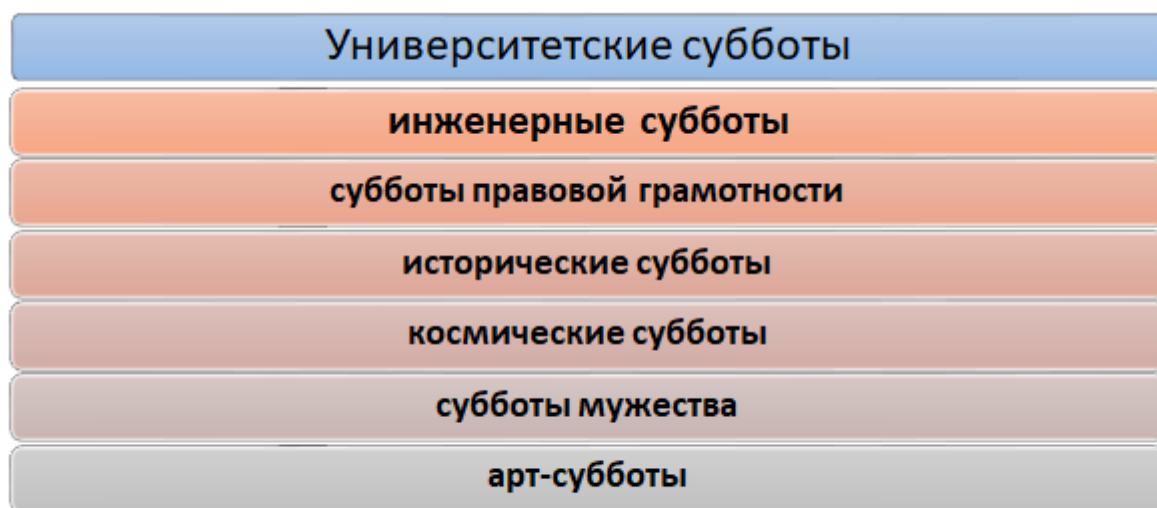 Университетские субботы
инженерные субботы
субботы правовой грамотности
исторические субботы
космические субботы
субботы мужества
арт-субботы